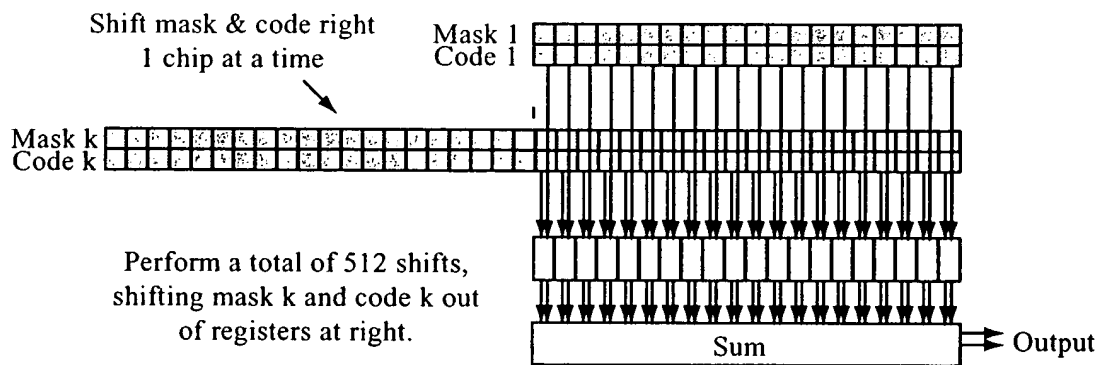 Shift mask & code right
1 chip at a time
Mask 1
Code 1
Mask k
Code k
Perform a total of 512 shifts,
shifting mask k and code k out
of registers at right.
Sum
Output